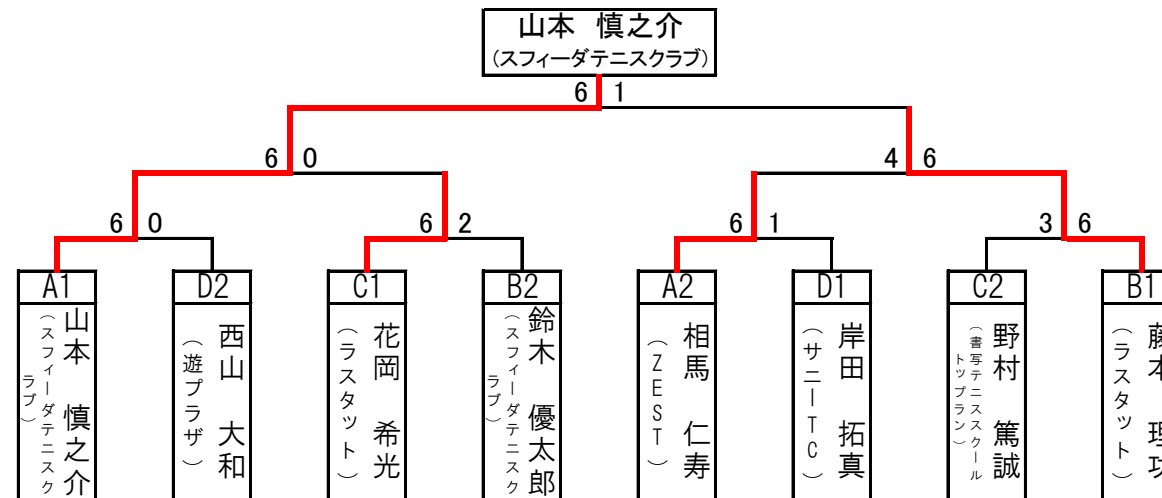 山本 慎之介
(スフィーダテニスクラブ)
6 1
6 0
4 6
6 0
6 2
6 1
3 6
A1
山本 慎之介
(スフィーダテニスク
ラブ)
D2
西山 大和
(遊プラザ)
C1
花岡 希光
(ラスタット)
B2
鈴木 優太郎
(スフィーダテニスク
ラブ)
A2
相馬 仁寿
(ZEST)
D1
岸田 拓真
(サニーTC)
C2
野村 篤誠
(書写テニススクール
トップラン)
B1
藤本 理功
(ラスタット)